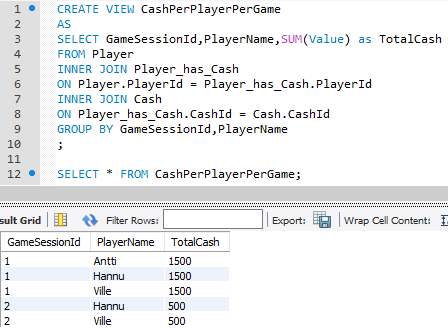 1 CREATE VIEW CashPerPlayerPerGame
2 AS
3 SELECT GameSessionId,PlayerName,SUM(Value) as TotalCash
4 FROM Player
5 INNER JOIN Player_has_Cash
6 ON Player.PlayerId = Player_has_Cash.PlayerId
7 INNER JOIN Cash
8 ON Player_has_Cash.CashId = Cash.CashId
9 GROUP BY GameSessionId,PlayerName
10 ;
11
12 SELECT * FROM CashPerPlayerPerGame;
sult Grid Filter Rows: Export: Wrap Cell Content:
GameSessionId PlayerName TotalCash
1 Antti 1500
1 Hannu 1500
1 Ville 1500
2 Hannu 500
2 Ville 500